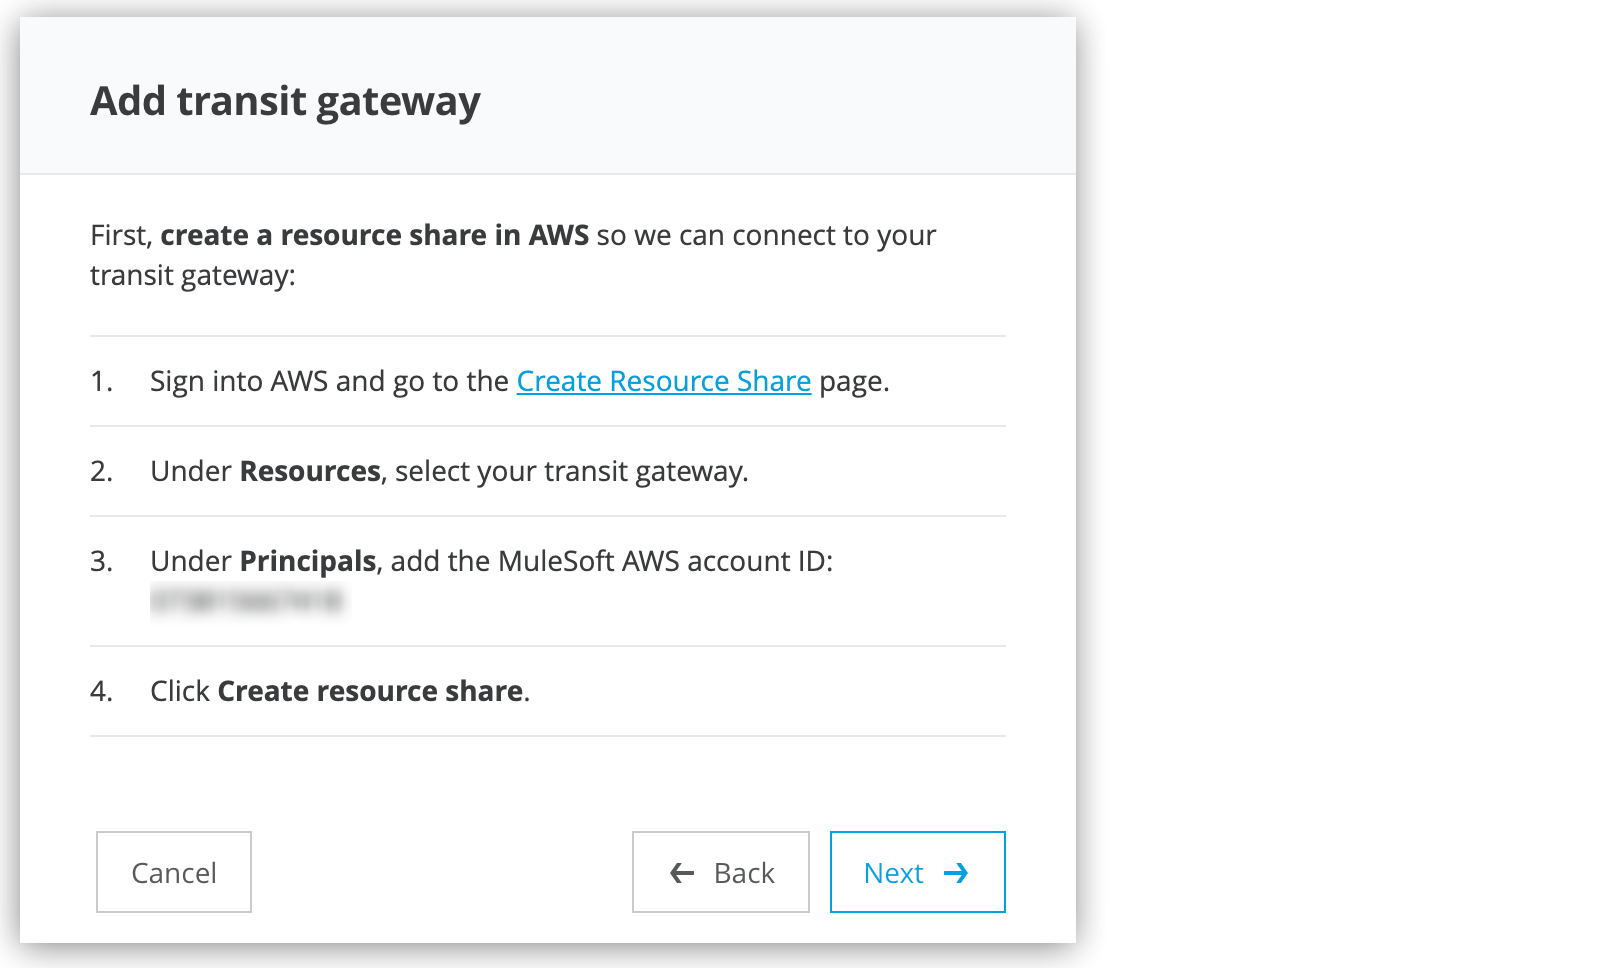 Add transit gateway
First, create a resource share in AWS so we can connect to your
transit gateway:
1. Sign into AWS and go to the Create Resource Share page.
2. Under Resources, select your transit gateway.
3. Under Principals, add the MuleSoft AWS account ID:
4. Click Create resource share.
Cancel
← Back
Next →